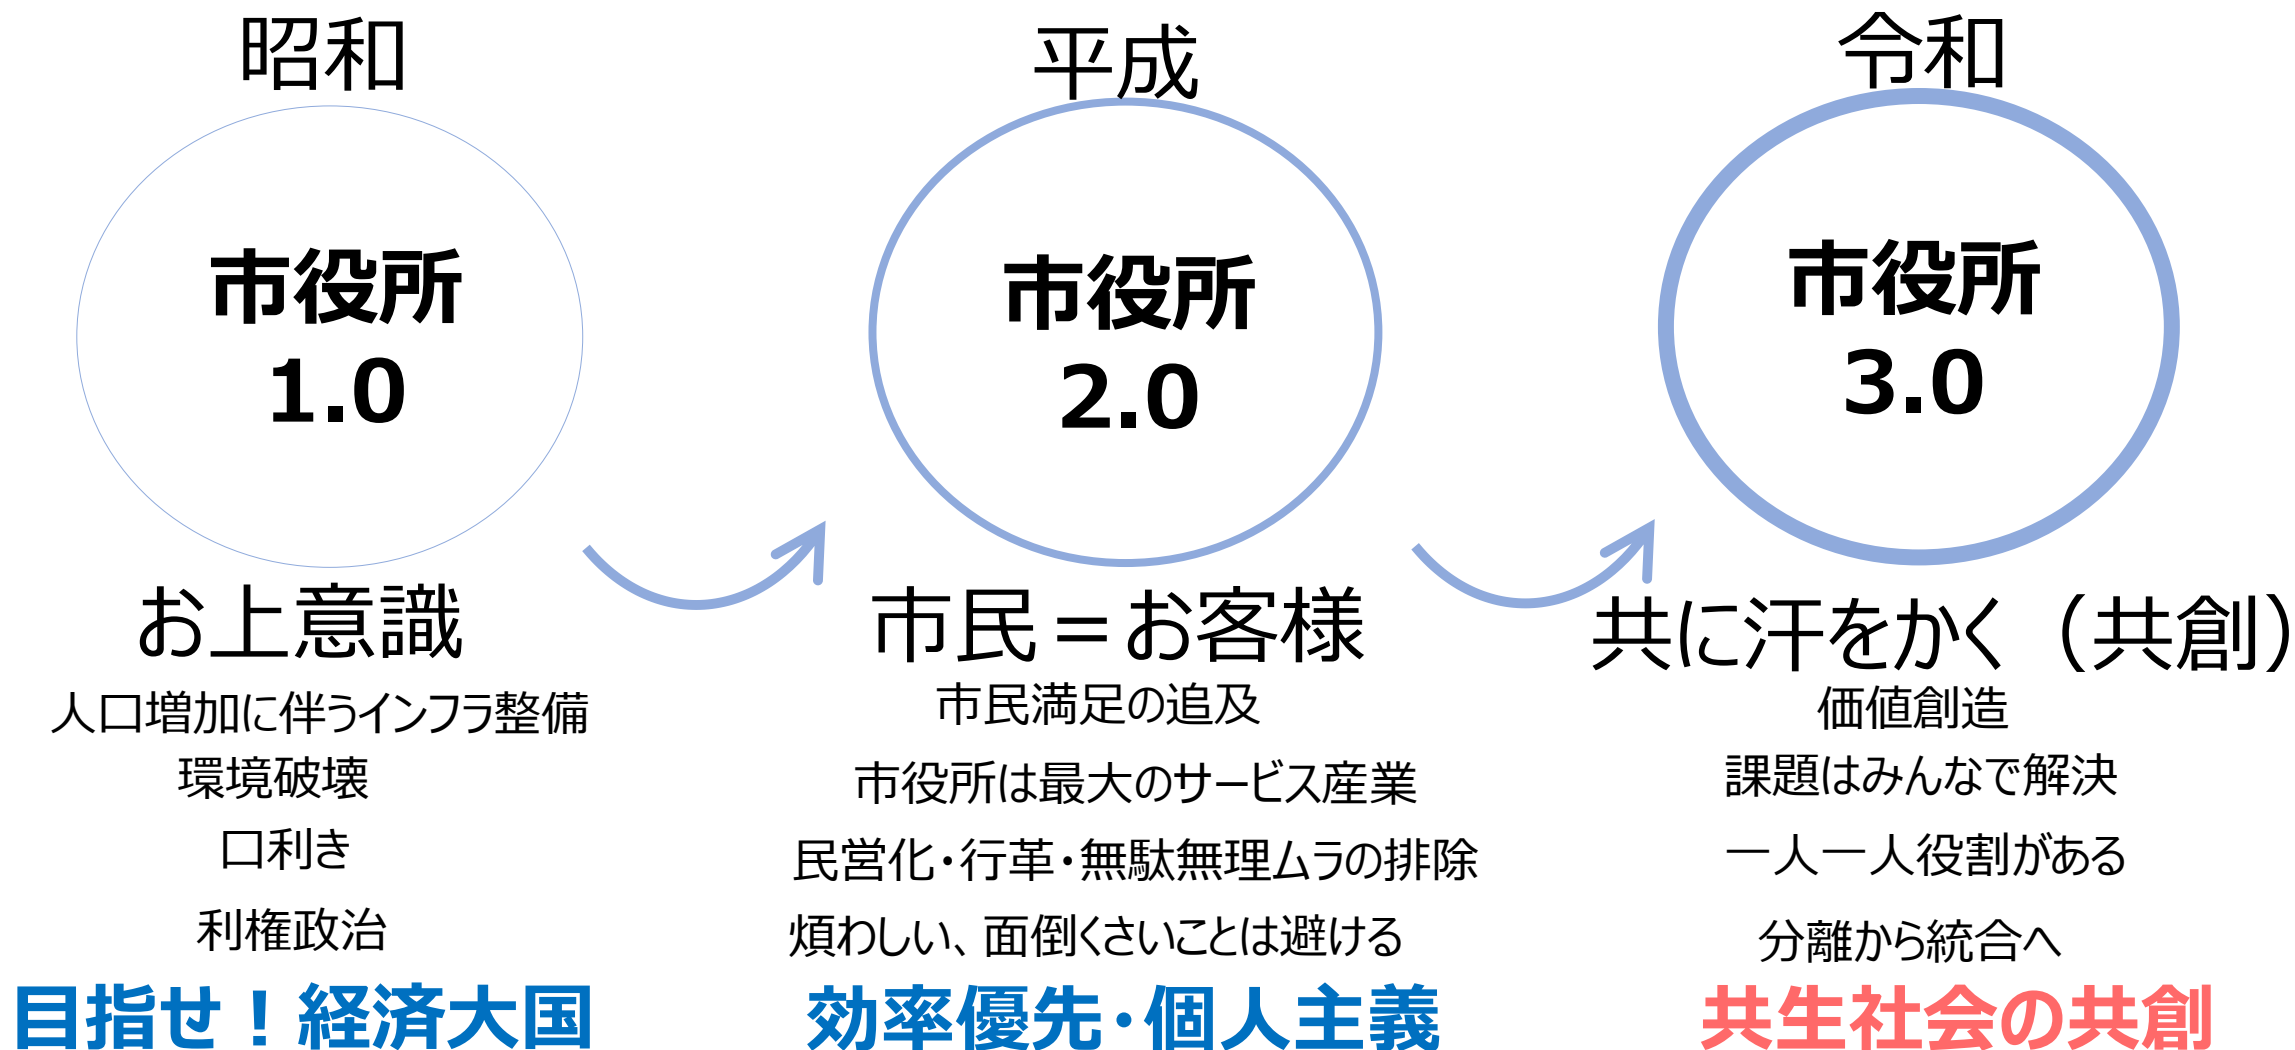 昭和
市役所
1.0
お上意識
人口増加に伴うインフラ整備
環境破壊
口利き
利権政治
目指せ！経済大国
平成
市役所
2.0
市民＝お客様
市民満足の追及
市役所は最大のサービス産業
民営化・行革・無駄無理ムラの排除
煩わしい、面倒くさいことは避ける
効率優先・個人主義
令和
市役所
3.0
共に汗をかく（共創）
価値創造
課題はみんなで解決
一人一人役割がある
分離から統合へ
共生社会の共創